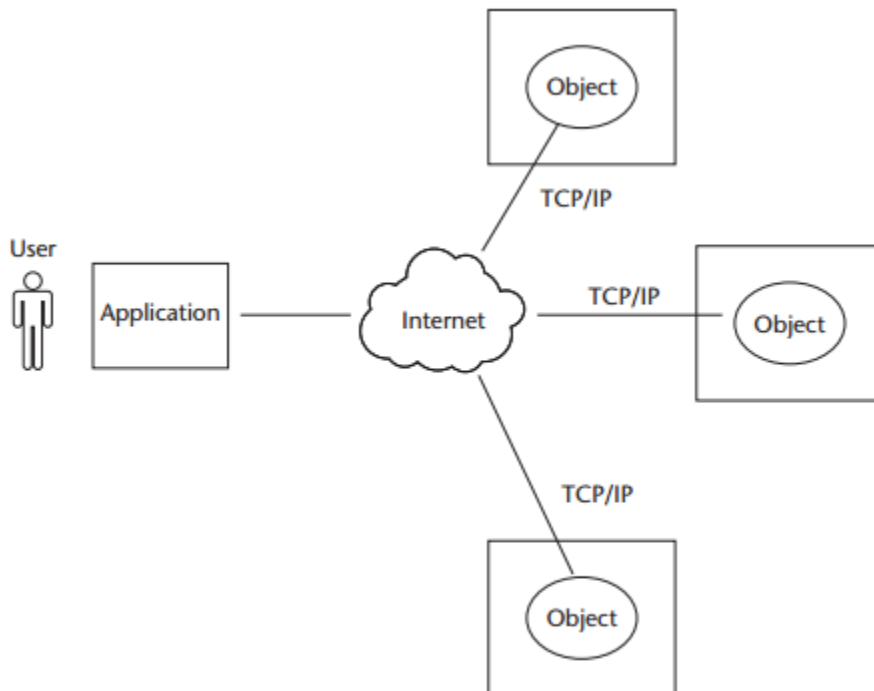 Object
TCP/IP
User
Application
Internet
TCP/IP
Object
TCP/IP
Object